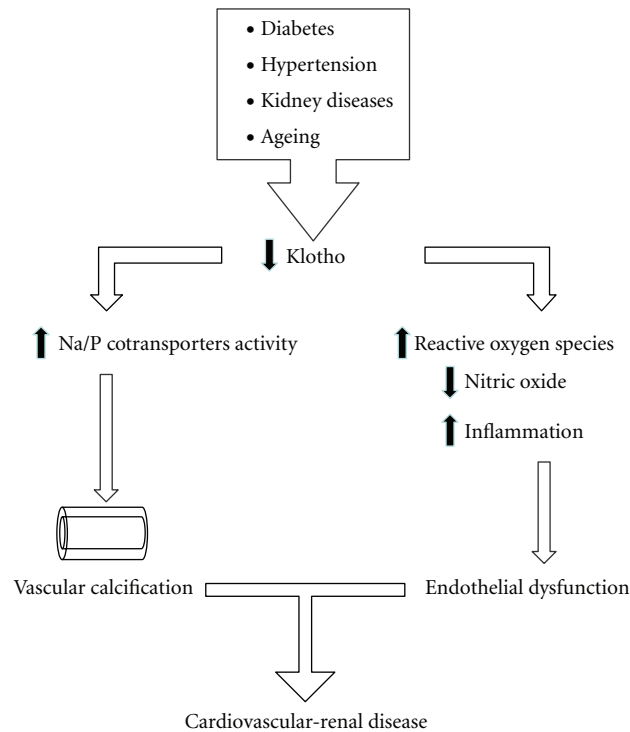 • Diabetes
• Hypertension
• Kidney diseases
• Ageing
Klotho
Na/P cotransporters activity
Reactive oxygen species
Nitric oxide
Inflammation
Vascular calcification
Endothelial dysfunction
Cardiovascular-renal disease